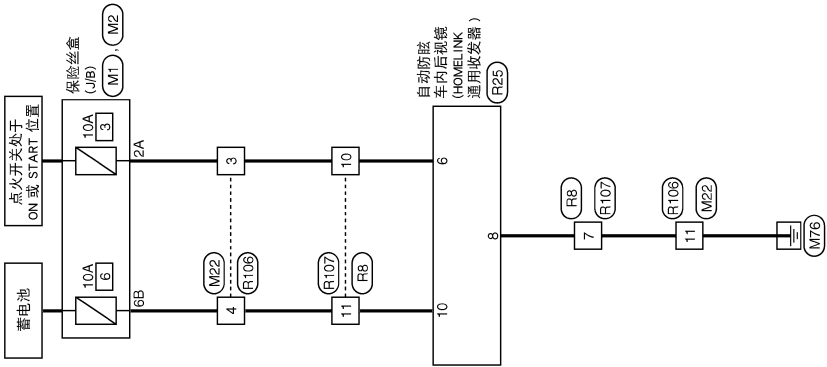 蓄电池
点火开关处于
ON 或 START 位置
10A
6
10A
3
保险丝盒
(J/B)
M1 , M2
6B
2A
M22
R106
4
3
R107
R8
11
10
10
6
自动防眩
车内后视镜
(HOMELINK
通用收发器 )
R25
8
R8
R107
7
R106
M22
11
M76